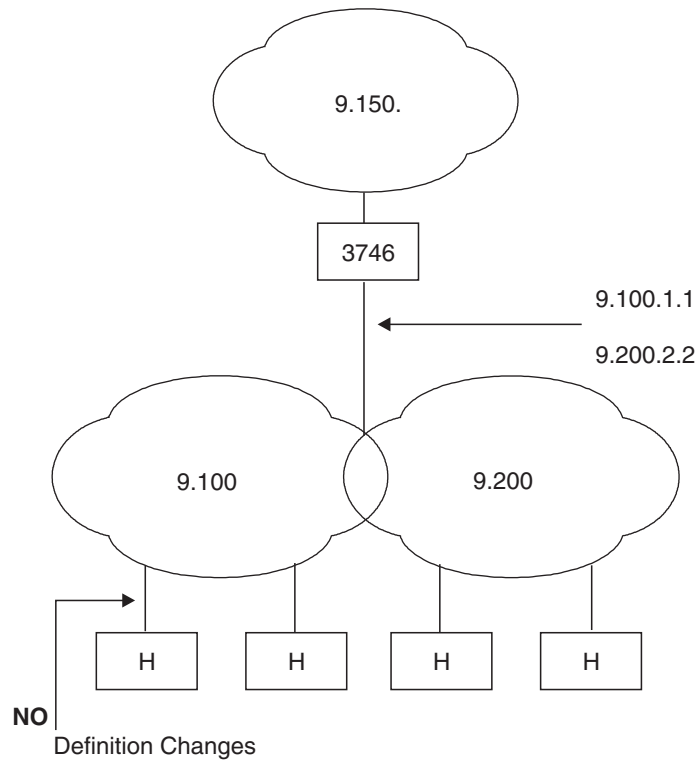 9.150.
3746
9.100.1.1
9.200.2.2
9.100
9.200
H
H
H
H
NO
Definition Changes